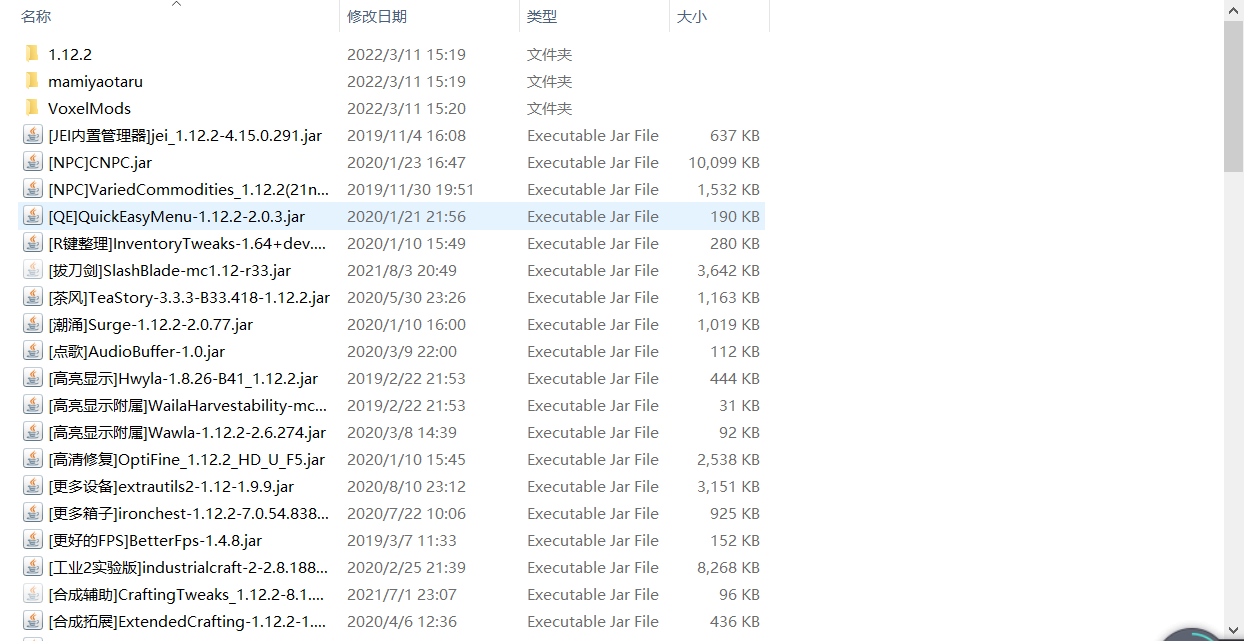 名称 修改日期 类型 大小
1.12.2 2022/3/11 15:19 文件夹
mamiyaotaru 2022/3/11 15:19 文件夹
VoxelMods 2022/3/11 15:20 文件夹
[JEI内置管理器]jei_1.12.2-4.15.0.291.jar 2019/11/4 16:08 Executable Jar File 637 KB
[NPC]CNPC.jar 2020/1/23 16:47 Executable Jar File 10,099 KB
[NPC]VariedCommodities_1.12.2(21n... 2019/11/30 19:51 Executable Jar File 1,532 KB
[QE]QuickEasyMenu-1.12.2-2.0.3.jar 2020/1/21 21:56 Executable Jar File 190 KB
[R键整理]InventoryTweaks-1.64+dev.... 2020/1/10 15:49 Executable Jar File 280 KB
[拔刀剑]SlashBlade-mc1.12-r33.jar 2021/8/3 20:49 Executable Jar File 3,642 KB
[茶风]TeaStory-3.3.3-B33.418-1.12.2.jar 2020/5/30 23:26 Executable Jar File 1,163 KB
[潮涌]Surge-1.12.2-2.0.77.jar 2020/1/10 16:00 Executable Jar File 1,019 KB
[点歌]AudioBuffer-1.0.jar 2020/3/9 22:00 Executable Jar File 112 KB
[高亮显示]Hwyla-1.8.26-B41_1.12.2.jar 2019/2/22 21:53 Executable Jar File 444 KB
[高亮显示附属]WailaHarvestability-mc... 2019/2/22 21:53 Executable Jar File 31 KB
[高亮显示附属]Wawla-1.12.2-2.6.274.jar 2020/3/8 14:39 Executable Jar File 92 KB
[高清修复]OptiFine_1.12.2_HD_U_F5.jar 2020/1/10 15:45 Executable Jar File 2,538 KB
[更多设备]extrautils2-1.12-1.9.9.jar 2020/8/10 23:12 Executable Jar File 3,151 KB
[更多箱子]ironchest-1.12.2-7.0.54.838... 2020/7/22 10:06 Executable Jar File 925 KB
[更好的FPS]BetterFps-1.4.8.jar 2019/3/7 11:33 Executable Jar File 152 KB
[工业2实验版]industrialcraft-2-2.8.188... 2020/2/25 21:39 Executable Jar File 8,268 KB
[合成辅助]CraftingTweaks_1.12.2-8.1.... 2021/7/1 23:07 Executable Jar File 96 KB
[合成拓展]ExtendedCrafting-1.12.2-1.... 2020/4/6 12:36 Executable Jar File 436 KB